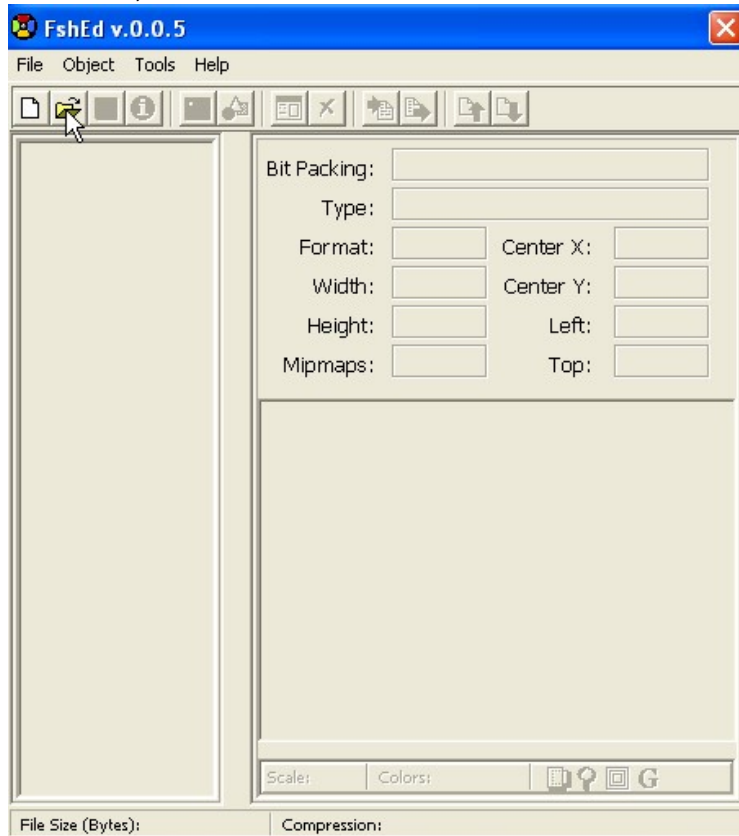 FshEd v.0.0.5
File Object Tools Help
Bit Packing:
Type:
Format: Center X:
Width: Center Y:
Height: Left:
Mipmaps: Top:
Scale: Colors: G
File Size (Bytes): Compression: